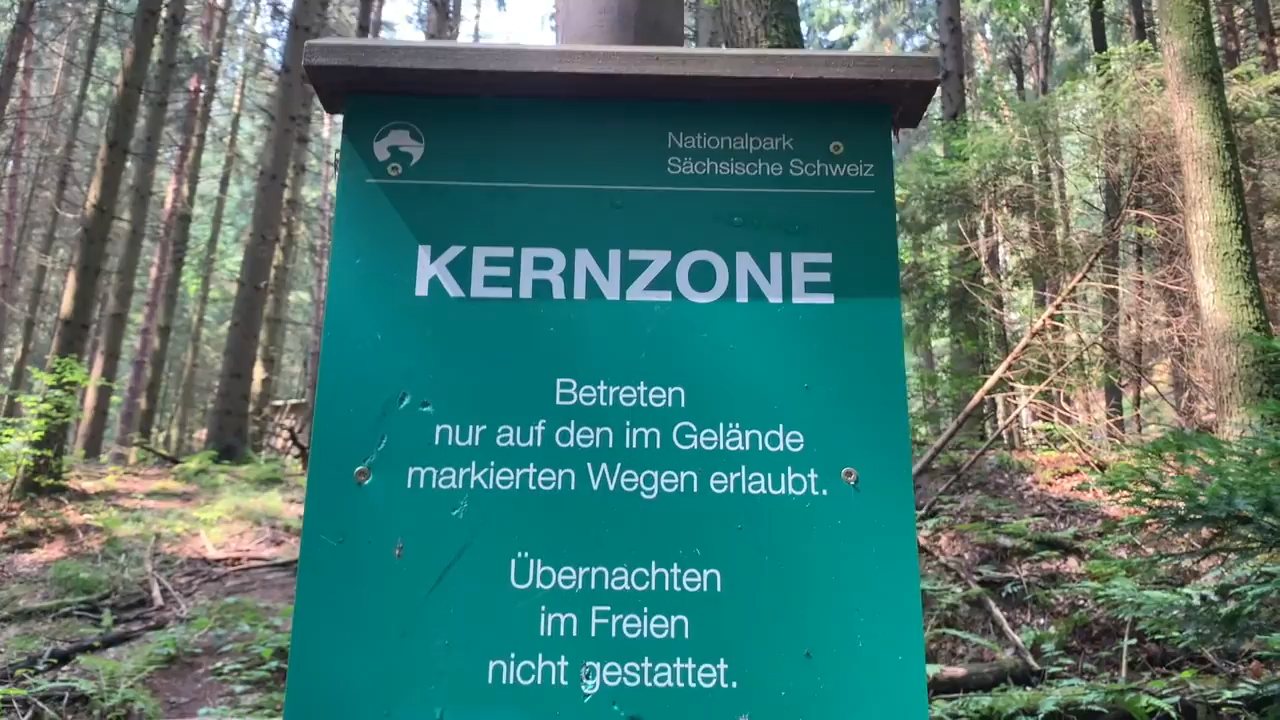 Nationalpark
Sächsische Schweiz
KERNZONE
Betreten
nur auf den im Gelände
markierten Wegen erlaubt.
Übernachten
im Freien
nicht gestattet.